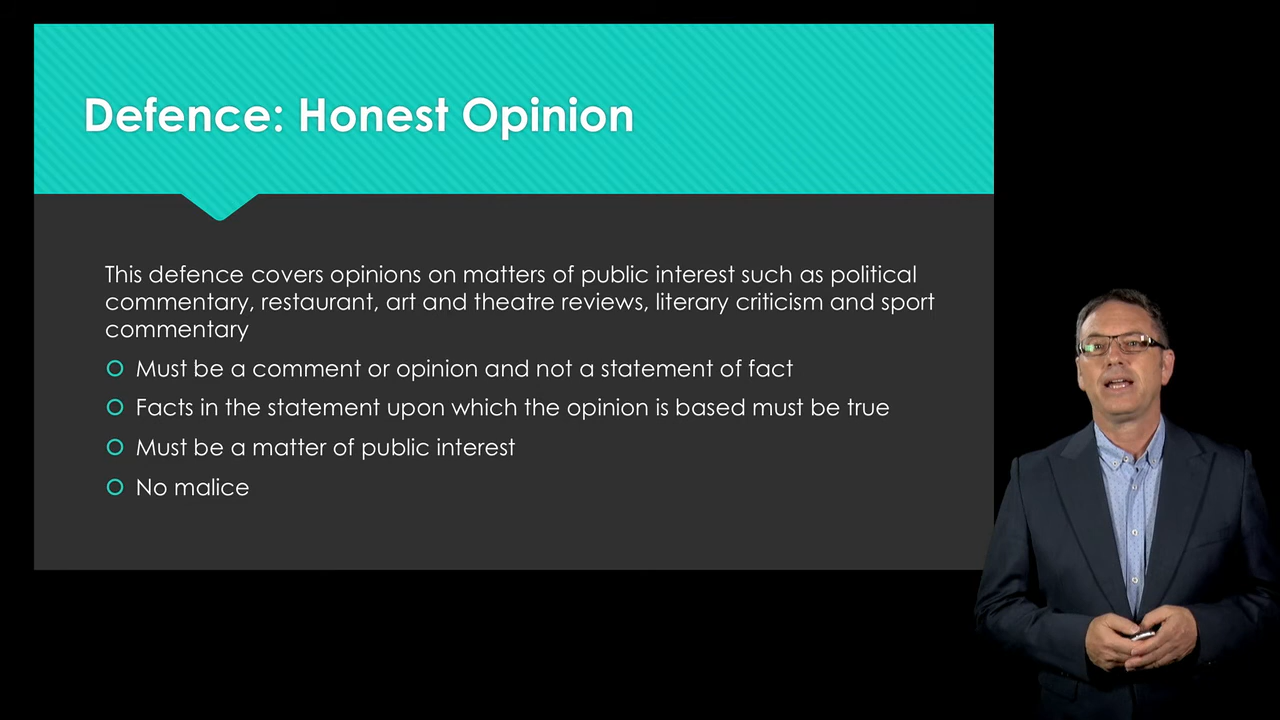 Defence: Honest Opinion
This defence covers opinions on matters of public interest such as political
commentary, restaurant, art and theatre reviews, literary criticism and sport
commentary
Must be a comment or opinion and not a statement of fact
Facts in the statement upon which the opinion is based must be true
Must be a matter of public interest
No malice